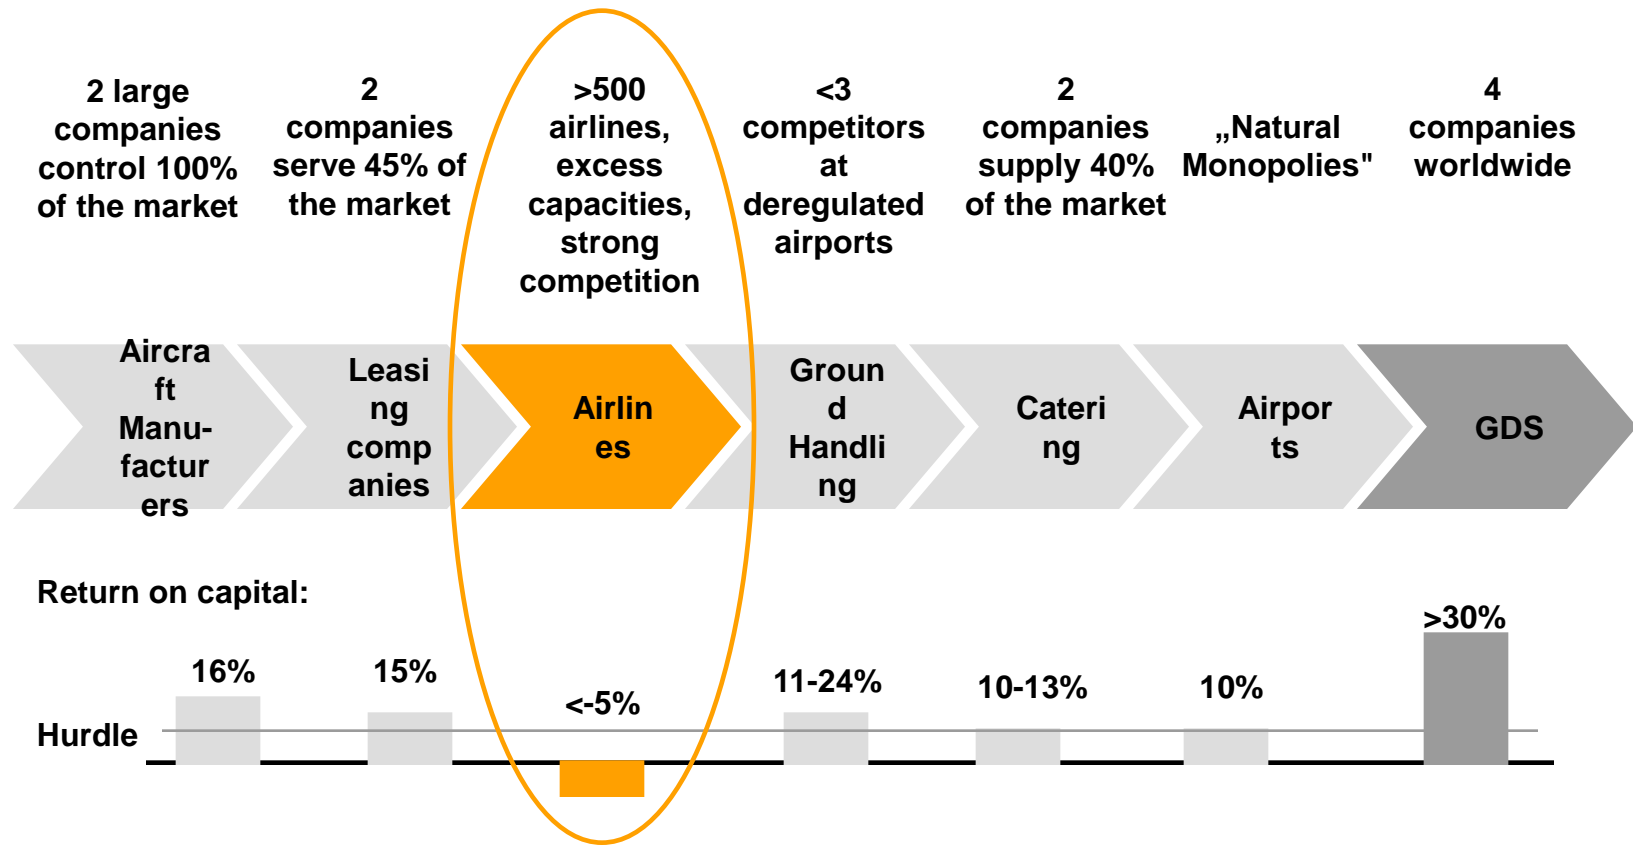 2 large
companies
control 100%
of the market
2
companies
serve 45% of
the market
>500
airlines,
excess
capacities,
strong
competition
<3
competitors
at
deregulated
airports
2
companies
supply 40%
of the market
„Natural
Monopolies"
4
companies
worldwide
Aircra
ft
Manu-
factur
ers
Leasi
ng
comp
anies
Airlin
es
Groun
d
Handli
ng
Cateri
ng
Airpor
ts
GDS
Return on capital:
16%
15%
<-5%
11-24%
10-13%
10%
>30%
Hurdle